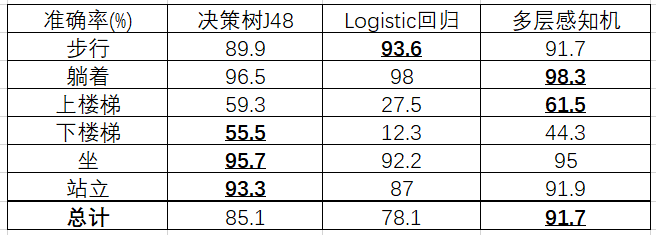 准确率(%) 决策树J48 Logistic回归 多层感知机
步行 89.9 93.6 91.7
躺着 96.5 98 98.3
上楼梯 59.3 27.5 61.5
下楼梯 55.5 12.3 44.3
坐 95.7 92.2 95
站立 93.3 87 91.9
总计 85.1 78.1 91.7